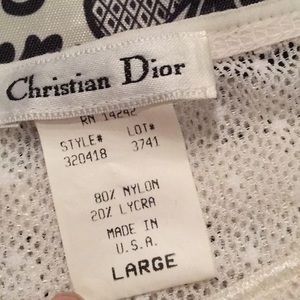 Christian Dior
RN 14292
STYLE# LOT#
320418 3741
80% NYLON
20% LYCRA
MADE IN
U.S.A.
LARGE